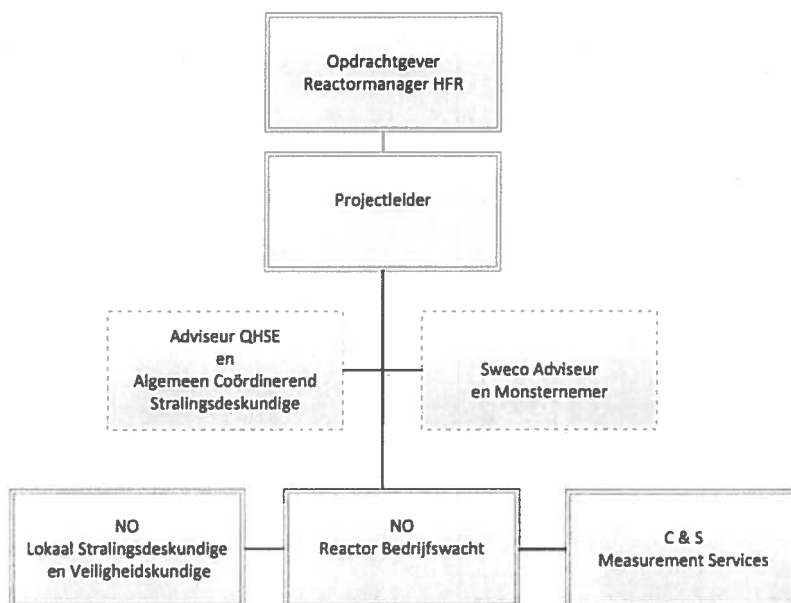 Opdrachtgever
Reactormanager HFR
Projectleider
Adviseur QHSE
en
Algemeen Coördinerend
Stralingsdeskundige
Sweco Adviseur
en Monsternemer
NO
Lokaal Stralingsdeskundige
en Veiligheidskundige
NO
Reactor Bedrijfswacht
C & S
Measurement Services